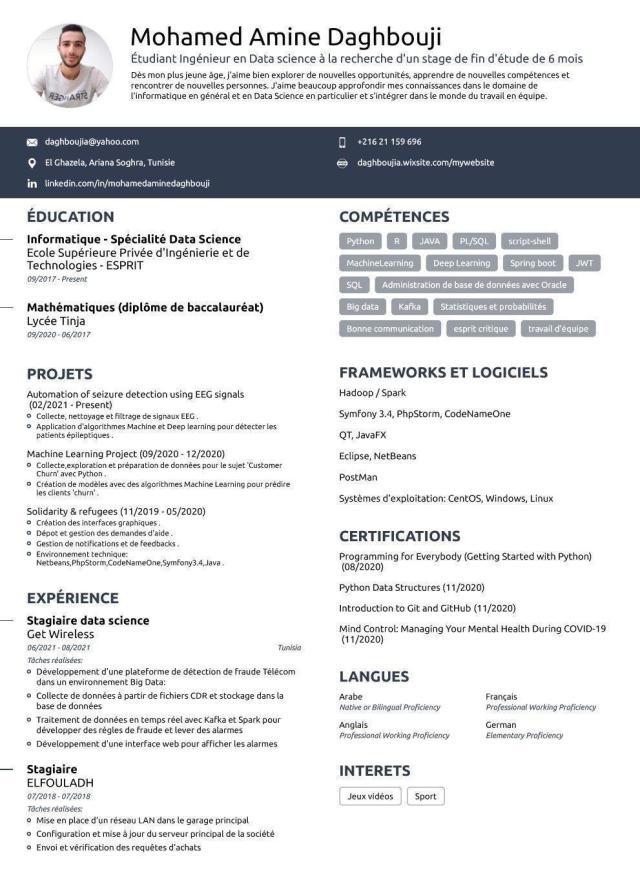 Mohamed Amine Daghbouji
Étudiant Ingénieur en Data science à la recherche d'un stage de fin d'étude de 6 mois
Dès mon plus jeune âge, j'aime bien explorer de nouvelles opportunités, apprendre de nouvelles compétences et
rencontrer de nouvelles personnes. J'aime beaucoup approfondir mes connaissances dans le domaine de
l'informatique en général et en Data Science en particulier et s'intégrer dans le monde du travail en équipe.
daghboujia@yahoo.com
+216 21 159 696
El Ghazela, Ariana Soghra, Tunisie
daghboujia.wixsite.com/mywebsite
linkedin.com/in/mohamedaminedaghbouji
ÉDUCATION
Informatique - Spécialité Data Science
Ecole Supérieure Privée d'Ingénierie et de
Technologies - ESPRIT
09/2017 - Present
Mathématiques (diplôme de baccalauréat)
Lycée Tinja
09/2020 - 06/2017
PROJETS
Automation of seizure detection using EEG signals
(02/2021 - Present)
Collecte, nettoyage et filtrage de signaux EEG .
Application d'algorithmes Machine et Deep learning pour détecter les
patients épileptiques .
Machine Learning Project (09/2020 - 12/2020)
Collecte,exploration et préparation de données pour le sujet 'Customer
Churn' avec Python .
Création de modèles avec des algorithmes Machine Learning pour prédire
les clients 'churn' .
Solidarity & refugees (11/2019 - 05/2020)
Création des interfaces graphiques .
Dépot et gestion des demandes d'aide .
Gestion de notifications et de feedbacks .
Environnement technique:
Netbeans,PhpStorm,CodeNameOne,Symfony3.4,Java .
EXPÉRIENCE
Stagiaire data science
Get Wireless
06/2021 - 08/2021 Tunisia
Tâches réalisées:
Développement d'une plateforme de détection de fraude Télécom
dans un environnement Big Data:
Collecte de données à partir de fichiers CDR et stockage dans la
base de données
Traitement de données en temps réel avec Kafka et Spark pour
développer des régles de fraude et lever des alarmes
Développement d'une interface web pour afficher les alarmes
Stagiaire
ELFOULADH
07/2018 - 07/2018
Tâches réalisées:
Mise en place d'un réseau LAN dans le garage principal
Configuration et mise à jour du serveur principal de la société
Envoi et vérification des requêtes d'achats
COMPÉTENCES
Python R JAVA PL/SQL script-shell
MachineLearning Deep Learning Spring boot JWT
SQL Administration de base de données avec Oracle
Big data Kafka Statistiques et probabilités
Bonne communication esprit critique travail d'équipe
FRAMEWORKS ET LOGICIELS
Hadoop / Spark
Symfony 3.4, PhpStorm, CodeNameOne
QT, JavaFX
Eclipse, NetBeans
PostMan
Systèmes d'exploitation: CentOS, Windows, Linux
CERTIFICATIONS
Programming for Everybody (Getting Started with Python)
(08/2020)
Python Data Structures (11/2020)
Introduction to Git and GitHub (11/2020)
Mind Control: Managing Your Mental Health During COVID-19
(11/2020)
LANGUES
Arabe
Native or Bilingual Proficiency
Français
Professional Working Proficiency
Anglais
Professional Working Proficiency
German
Elementary Proficiency
INTERETS
Jeux vidéos Sport